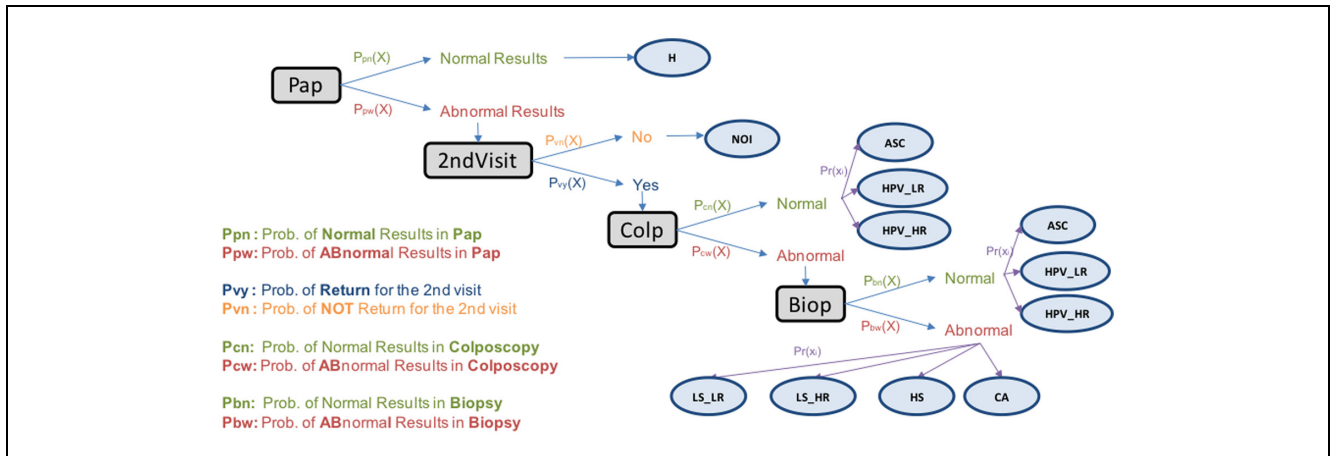 Ppn(X)
Normal Results
H
Pap
Ppw(X)
Abnormal Results
Pvn(X)
No
NOI
2ndVisit
Pvy(X)
Yes
ASC
Pr(xi)
HPV_LR
HPV_HR
Pcn(X)
Normal
Colp
Pcw(X)
Abnormal
ASC
Pr(xi)
HPV_LR
HPV_HR
Pbn(X)
Normal
Biop
Pbw(X)
Abnormal
Pr(xi)
LS_LR
LS_HR
HS
CA
Ppn : Prob. of Normal Results in Pap
Ppw: Prob. of ABnormal Results in Pap
Pvy : Prob. of Return for the 2nd visit
Pvn : Prob. of NOT Return for the 2nd visit
Pcn: Prob. of Normal Results in Colposcopy
Pcw: Prob. of ABnormal Results in Colposcopy
Pbn: Prob. of Normal Results in Biopsy
Pbw: Prob. of ABnormal Results in Biopsy